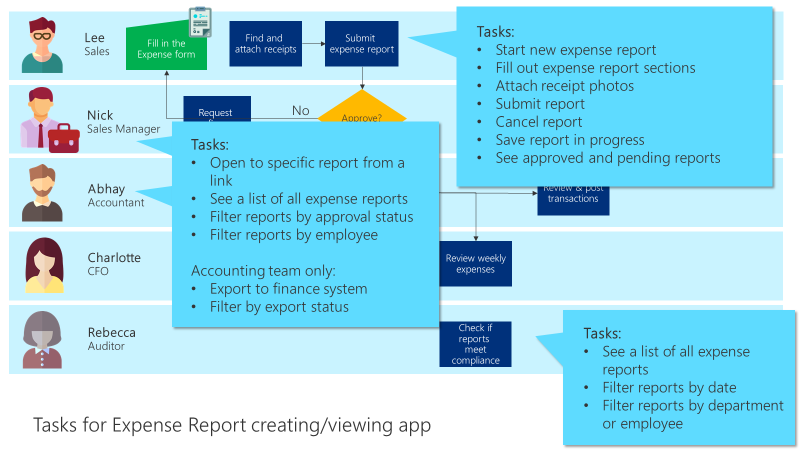 Lee
Sales
Fill in the
Expense form
Find and
attach receipts
Submit
expense report
Tasks:
• Start new expense report
• Fill out expense report sections
• Attach receipt photos
• Submit report
• Cancel report
• Save report in progress
• See approved and pending reports
Nick
Sales Manager
Request
No
Approve?
Tasks:
• Open to specific report from a
link
• See a list of all expense reports
• Filter reports by approval status
• Filter reports by employee
Accounting team only:
• Export to finance system
• Filter by export status
Abhay
Accountant
Review & post
transactions
Charlotte
CFO
Review weekly
expenses
Rebecca
Auditor
Check if
reports
meet
compliance
Tasks:
• See a list of all expense
reports
• Filter reports by date
• Filter reports by department
or employee
Tasks for Expense Report creating/viewing app